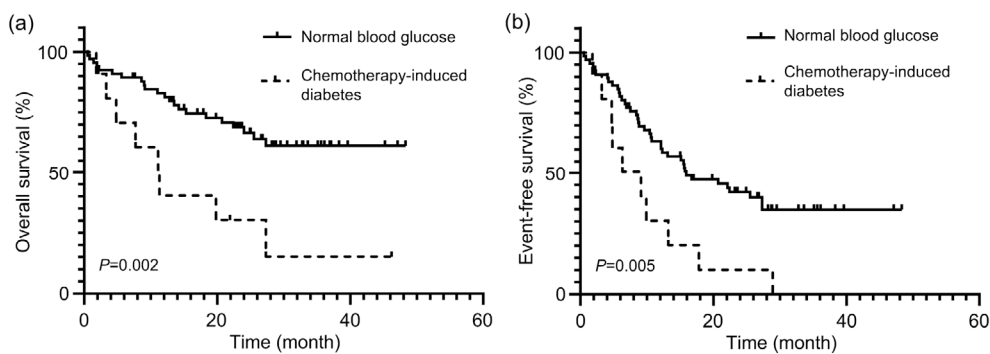 (a)
Normal blood glucose
Chemotherapy-induced
diabetes
100
50
0
Overall survival (%)
P=0.002
0 20 40 60
Time (month)
(b)
Normal blood glucose
Chemotherapy-induced
diabetes
100
50
0
Event-free survival (%)
P=0.005
0 20 40 60
Time (month)